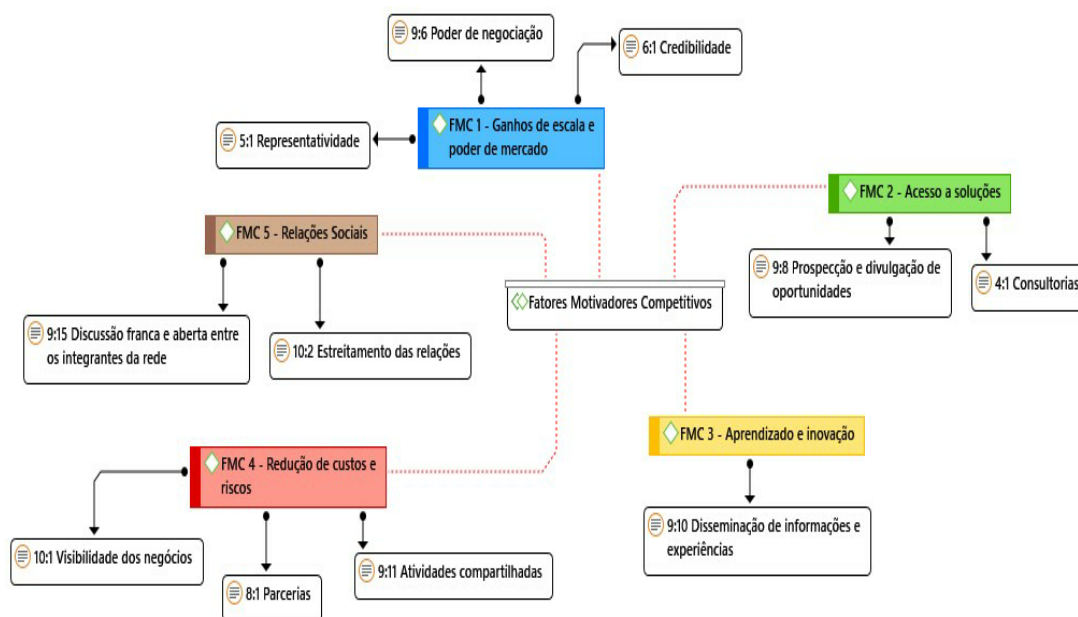 9:6 Poder de negociação
6:1 Credibilidade
FMC 1 - Ganhos de escala e
poder de mercado
5:1 Representatividade
FMC 2 - Acesso a soluções
FMC 5 - Relações Sociais
9:8 Prospecção e divulgação de
oportunidades
4:1 Consultorias
Fatores Motivadores Competitivos
9:15 Discussão franca e aberta entre
os integrantes da rede
10:2 Estreitamento das relações
FMC 3 - Aprendizado e inovação
FMC 4 - Redução de custos e
riscos
9:10 Disseminação de informações e
experiências
10:1 Visibilidade dos negócios
9:11 Atividades compartilhadas
8:1 Parcerias